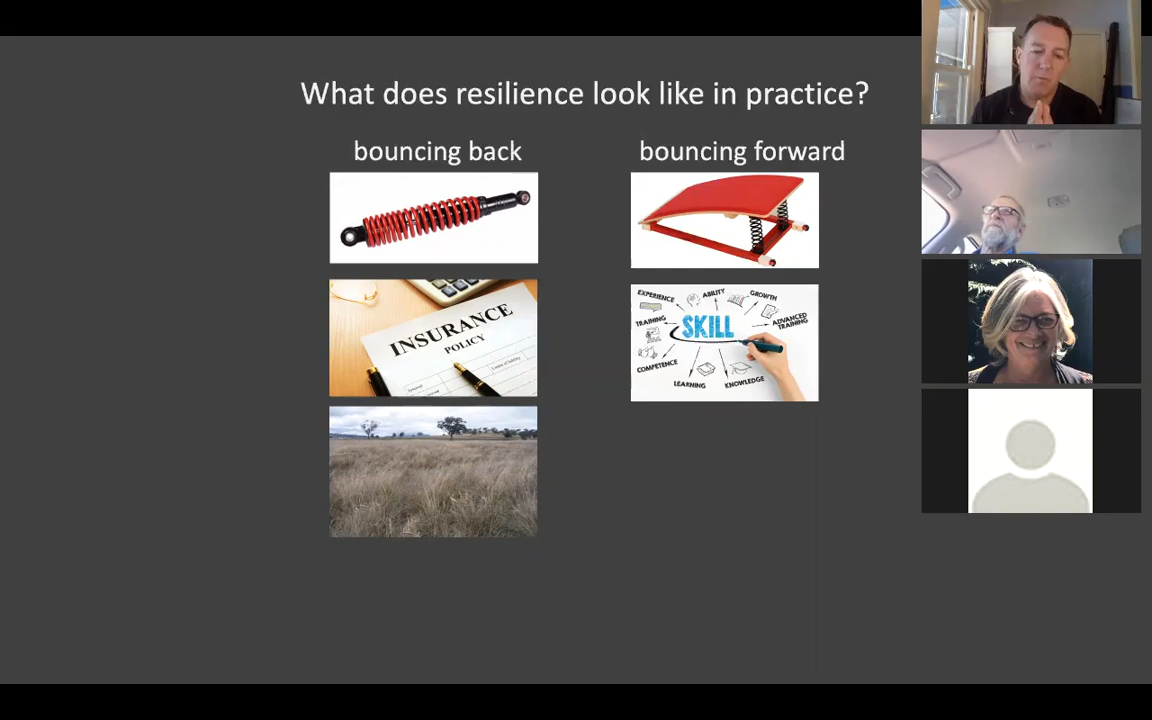 What does resilience look like in practice?
bouncing back
bouncing forward
INSURANCE
POLICY
EXPERIENCE
ABILITY
GROWTH
TRAINING
SKILL
ADVANCED
TRAINING
COMPETENCE
LEARNING
KNOWLEDGE